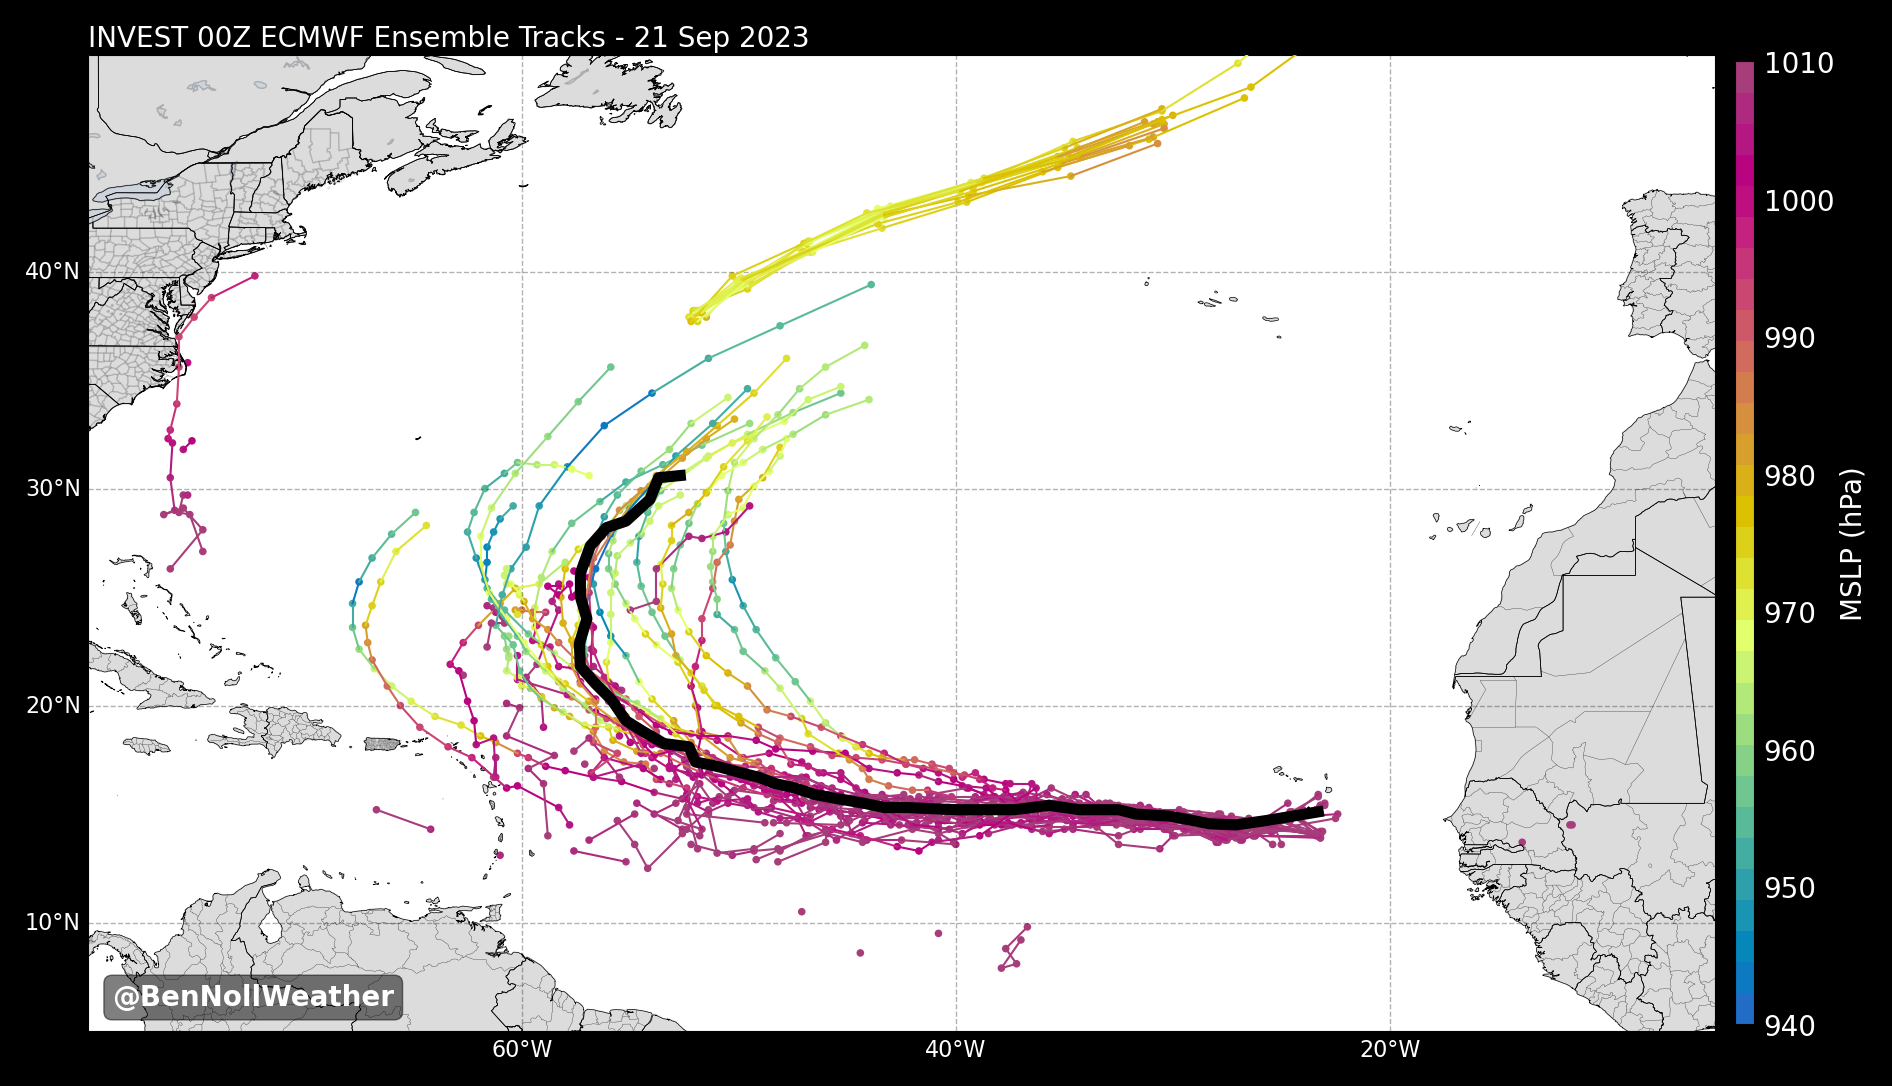 INVEST 00Z ECMWF Ensemble Tracks - 21 Sep 2023
1010
1000
990
980
970
960
950
940
MSLP (hPa)
40°N
30°N
20°N
10°N
60°W
40°W
20°W
@BenNollWeather